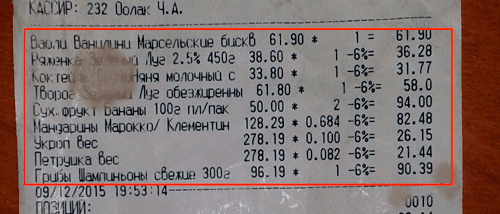 КАССИР: 232 Оолак Ч.А.
Вайли Ванилини Марсельские бискв 61.90 * 1 = 61.90
Ряженка Зеленый Луг 2.5% 450г 38.60 * 1 -6%= 36.28
Коктейль няня молочный с 33.80 * 1 -6%= 31.77
Творог Луг обезжиренны 61.80 * 1 -6%= 58.0
Сух.фрукт Бананы 100г пл/пак 50.00 * 2 -6%= 94.00
Мандарины Марокко/ Клементин 128.29 * 0.684 -6%= 82.48
Укроп вес 278.19 * 0.100 -6%= 26.15
Петрушка вес 278.19 * 0.082 -6%= 21.44
Грибы Шампиньоны свежие 300г 96.19 * 1 -6%= 90.39
09/12/2015 19:53:14
ПОЗИЦИИ: 0010